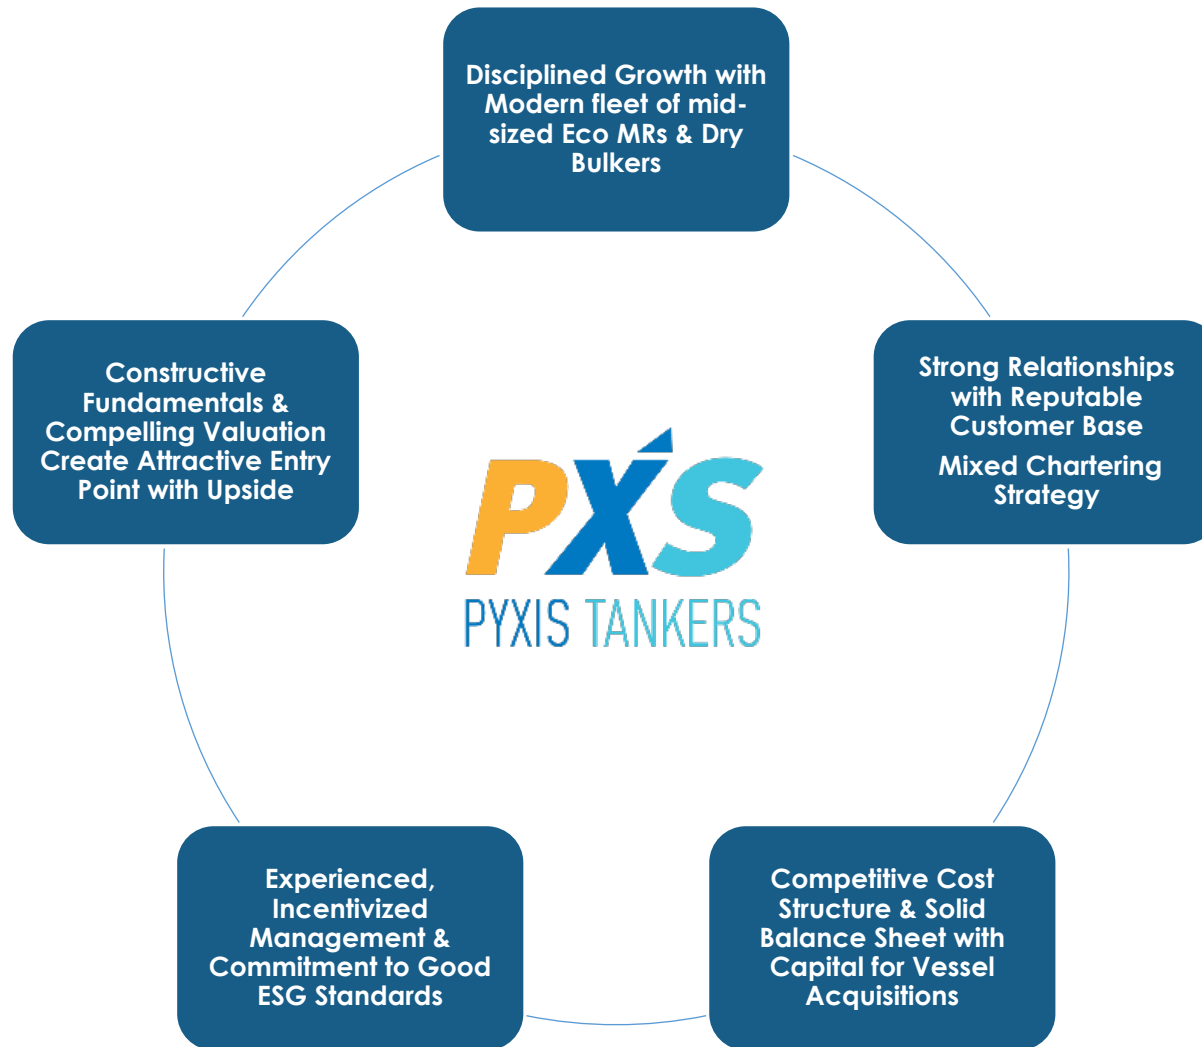 Disciplined Growth with
Modern fleet of mid-
sized Eco MRs & Dry
Bulkers
Strong Relationships
with Reputable
Customer Base
Mixed Chartering
Strategy
Competitive Cost
Structure & Solid
Balance Sheet with
Capital for Vessel
Acquisitions
Experienced,
Incentivized
Management &
Commitment to Good
ESG Standards
Constructive
Fundamentals &
Compelling Valuation
Create Attractive Entry
Point with Upside
PXS
PYXIS TANKERS